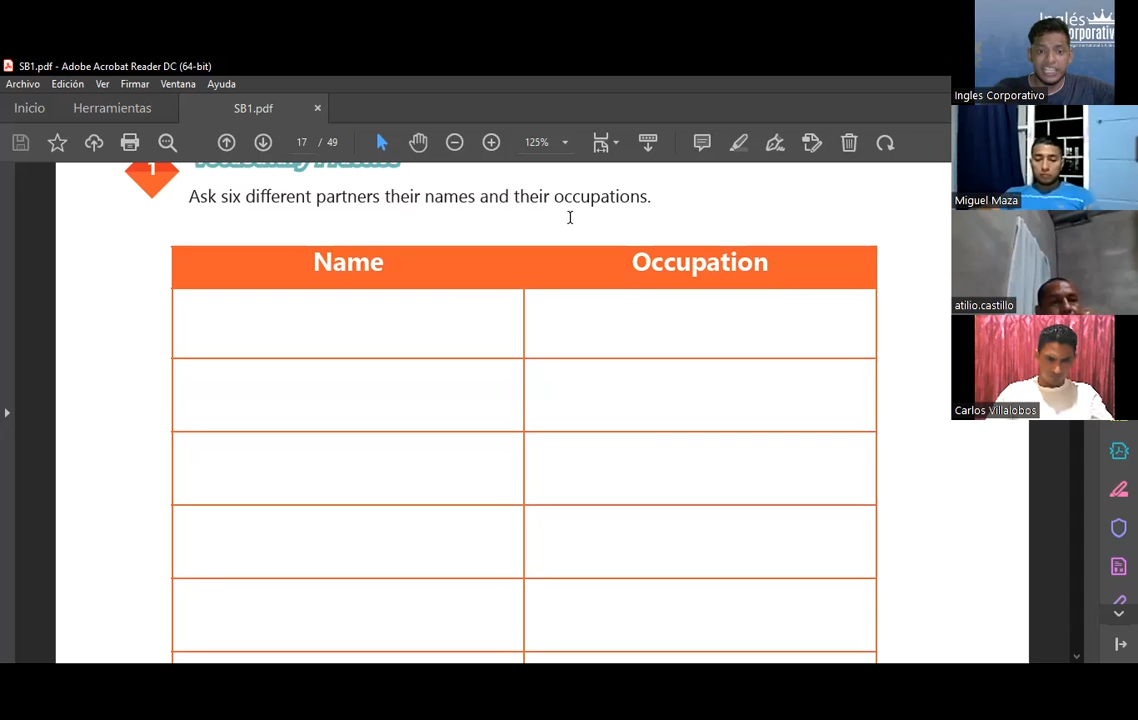 SB1.pdf - Adobe Acrobat Reader DC (64-bit)
Archivo Edición Ver Firmar Ventana Ayuda
Inicio Herramientas SB1.pdf ×
17 / 49 125%
1
Ask six different partners their names and their occupations.
Name Occupation
Inglés
Ingles Corporativo
Miguel Maza
atilio.castillo
Carlos Villalobos